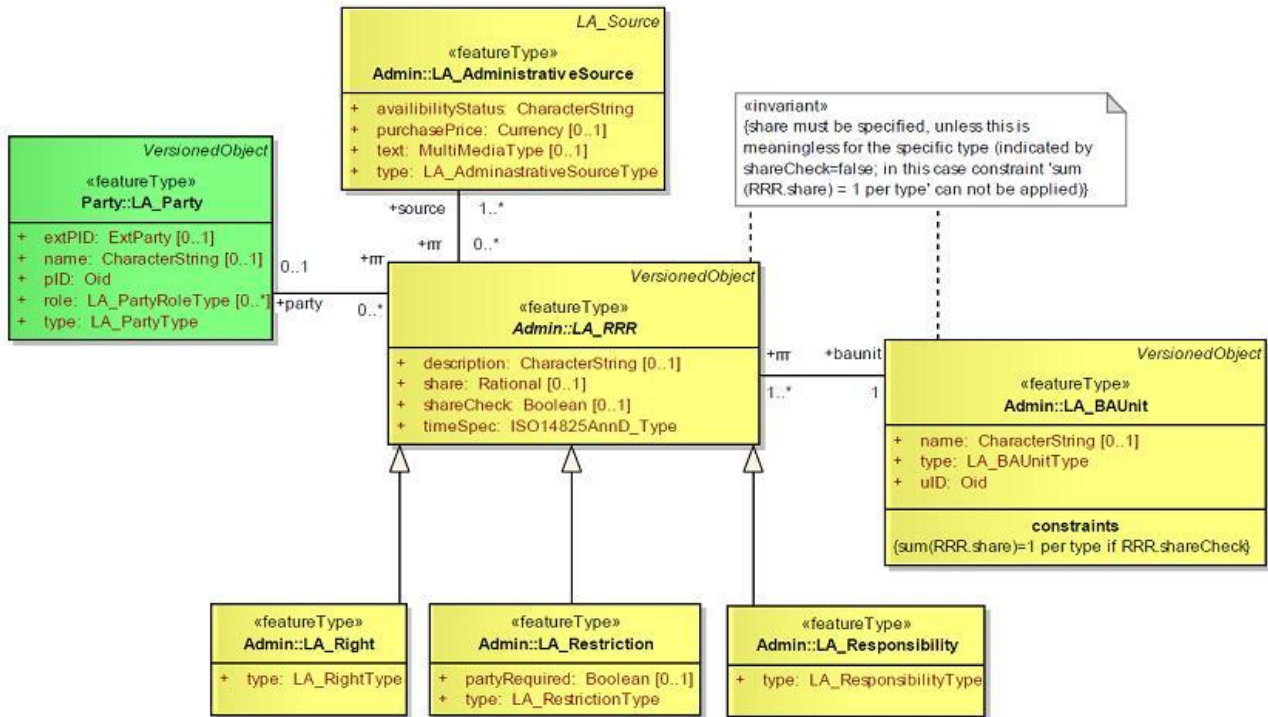 LA_Source
«featureType»
Admin::LA_AdministrativeSource
+ availibilityStatus: CharacterString
+ purchasePrice: Currency [0..1]
+ text: MultiMediaType [0..1]
+ type: LA_AdminastrativeSourceType
«invariant»
{share must be specified, unless this is
meaningless for the specific type (indicated by
shareCheck=false; in this case constraint 'sum
(RRR.share) = 1 per type' can not be applied)}
VersionedObject
«featureType»
Party::LA_Party
+ extPID: ExtParty [0..1]
+ name: CharacterString [0..1]
+ pID: Oid
+ role: LA_PartyRoleType [0..*]
+ type: LA_PartyType
+source 1..*
+rrr 0..*
0..1 +rrr
+party 0..*
VersionedObject
«featureType»
Admin::LA_RRR
+ description: CharacterString [0..1]
+ share: Rational [0..1]
+ shareCheck: Boolean [0..1]
+ timeSpec: ISO14825AnnD_Type
+rrr +baunit
1..* 1
VersionedObject
«featureType»
Admin::LA_BAUnit
+ name: CharacterString [0..1]
+ type: LA_BAUnitType
+ uID: Oid
constraints
{sum(RRR.share)=1 per type if RRR.shareCheck}
«featureType»
Admin::LA_Right
+ type: LA_RightType
«featureType»
Admin::LA_Restriction
+ partyRequired: Boolean [0..1]
+ type: LA_RestrictionType
«featureType»
Admin::LA_Responsibility
+ type: LA_ResponsibilityType